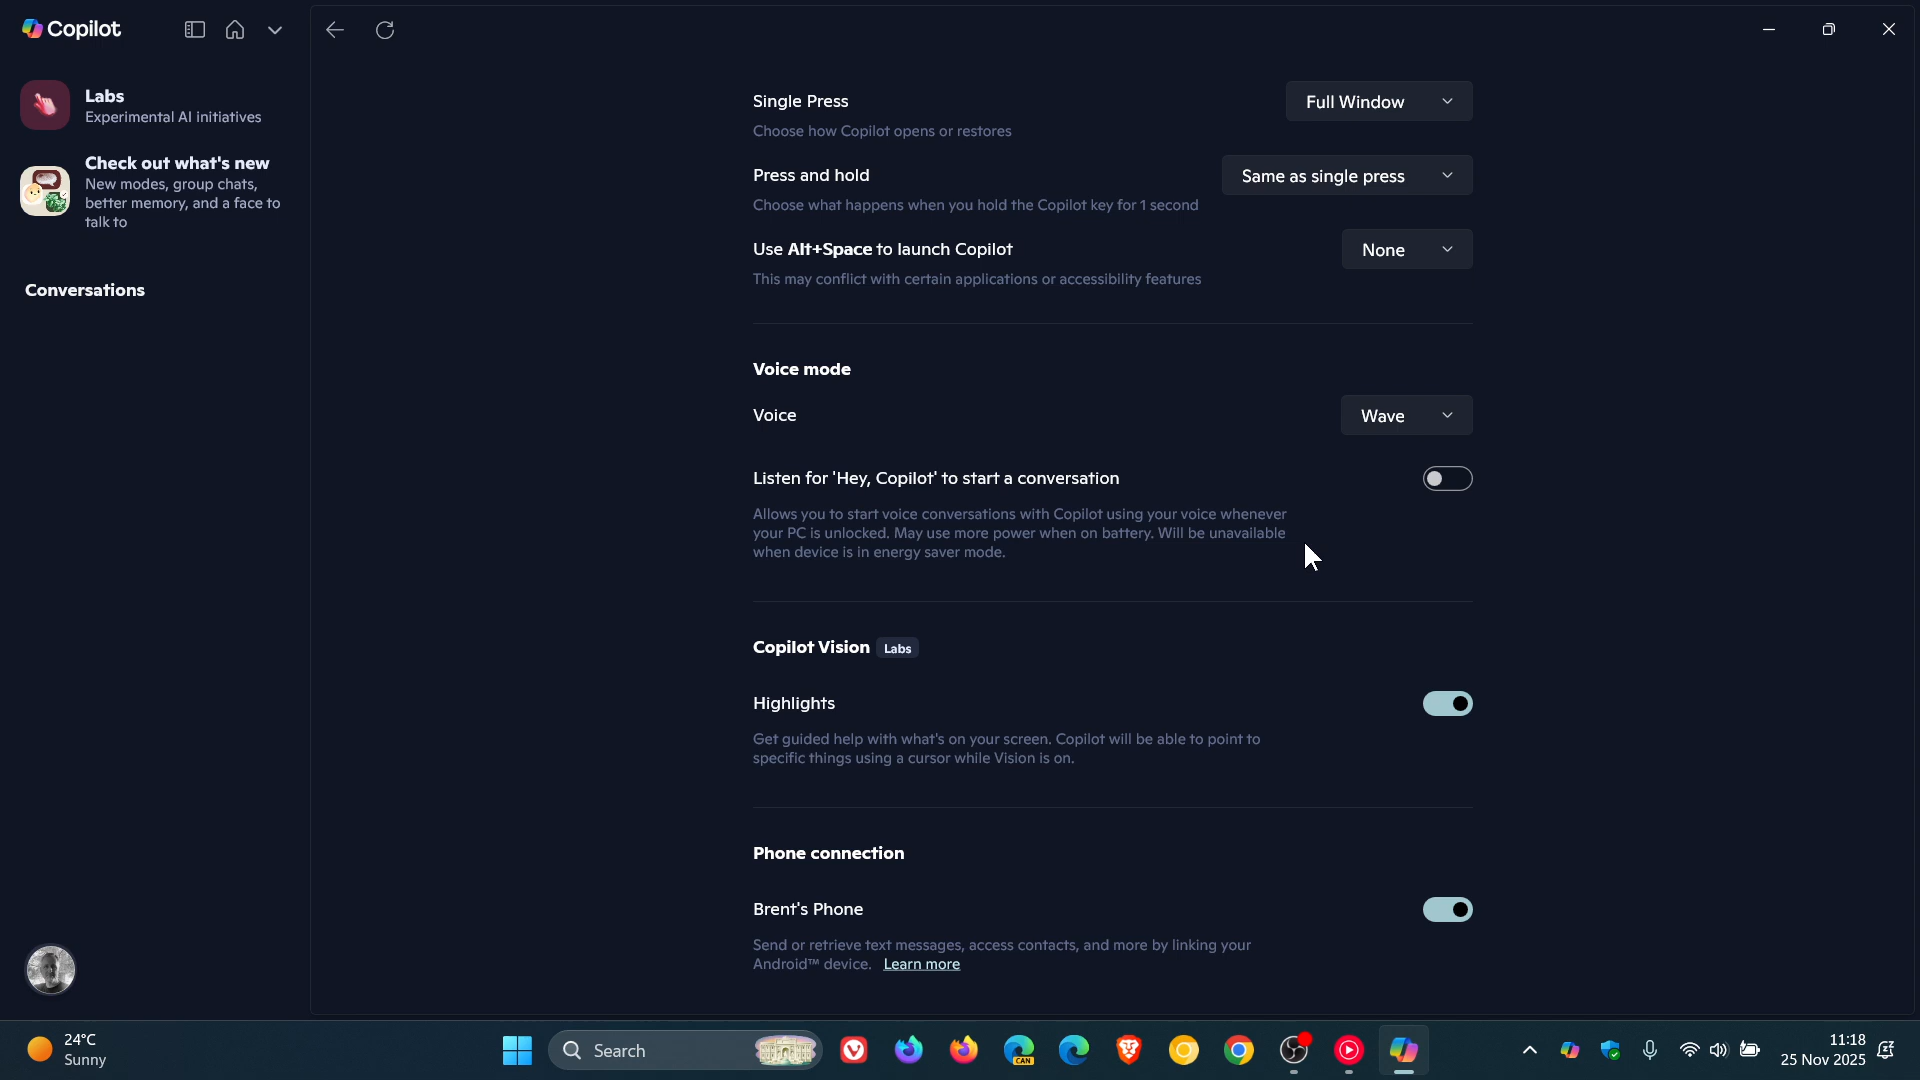 Copilot
Labs
Experimental AI initiatives
Check out what's new
New modes, group chats,
better memory, and a face to
talk to
Conversations
Single Press
Full Window
Choose how Copilot opens or restores
Press and hold
Same as single press
Choose what happens when you hold the Copilot key for 1 second
Use Alt+Space to launch Copilot
None
This may conflict with certain applications or accessibility features
Voice mode
Voice
Wave
Listen for 'Hey, Copilot' to start a conversation
Allows you to start voice conversations with Copilot using your voice whenever
your PC is unlocked. May use more power when on battery. Will be unavailable
when device is in energy saver mode.
Copilot Vision Labs
Highlights
Get guided help with what's on your screen. Copilot will be able to point to
specific things using a cursor while Vision is on.
Phone connection
Brent's Phone
Send or retrieve text messages, access contacts, and more by linking your
Android™ device. Learn more
24°C
Sunny
Search
CAN
11:18
25 Nov 2025